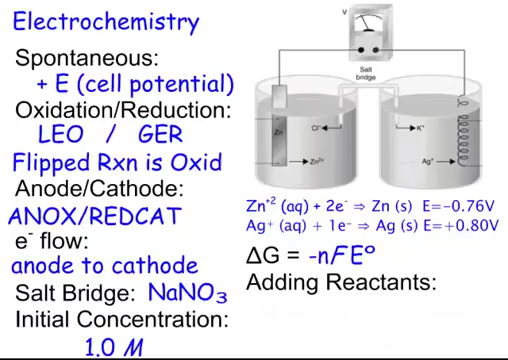 Electrochemistry
Spontaneous:
+ E (cell potential)
Oxidation/Reduction:
LEO / GER
Flipped Rxn is Oxid
Anode/Cathode:
ANOX/REDCAT
e⁻ flow:
anode to cathode
Salt Bridge: NaNO₃
Initial Concentration:
1.0 M
V
Salt
bridge
Zn
Cl⁻
K⁺
Zn²⁺
Ag⁺
Zn⁺² (aq) + 2e⁻ ⇒ Zn (s) E=-0.76V
Ag⁺ (aq) + 1e⁻ ⇒ Ag (s) E=+0.80V
ΔG = -nFE°
Adding Reactants: